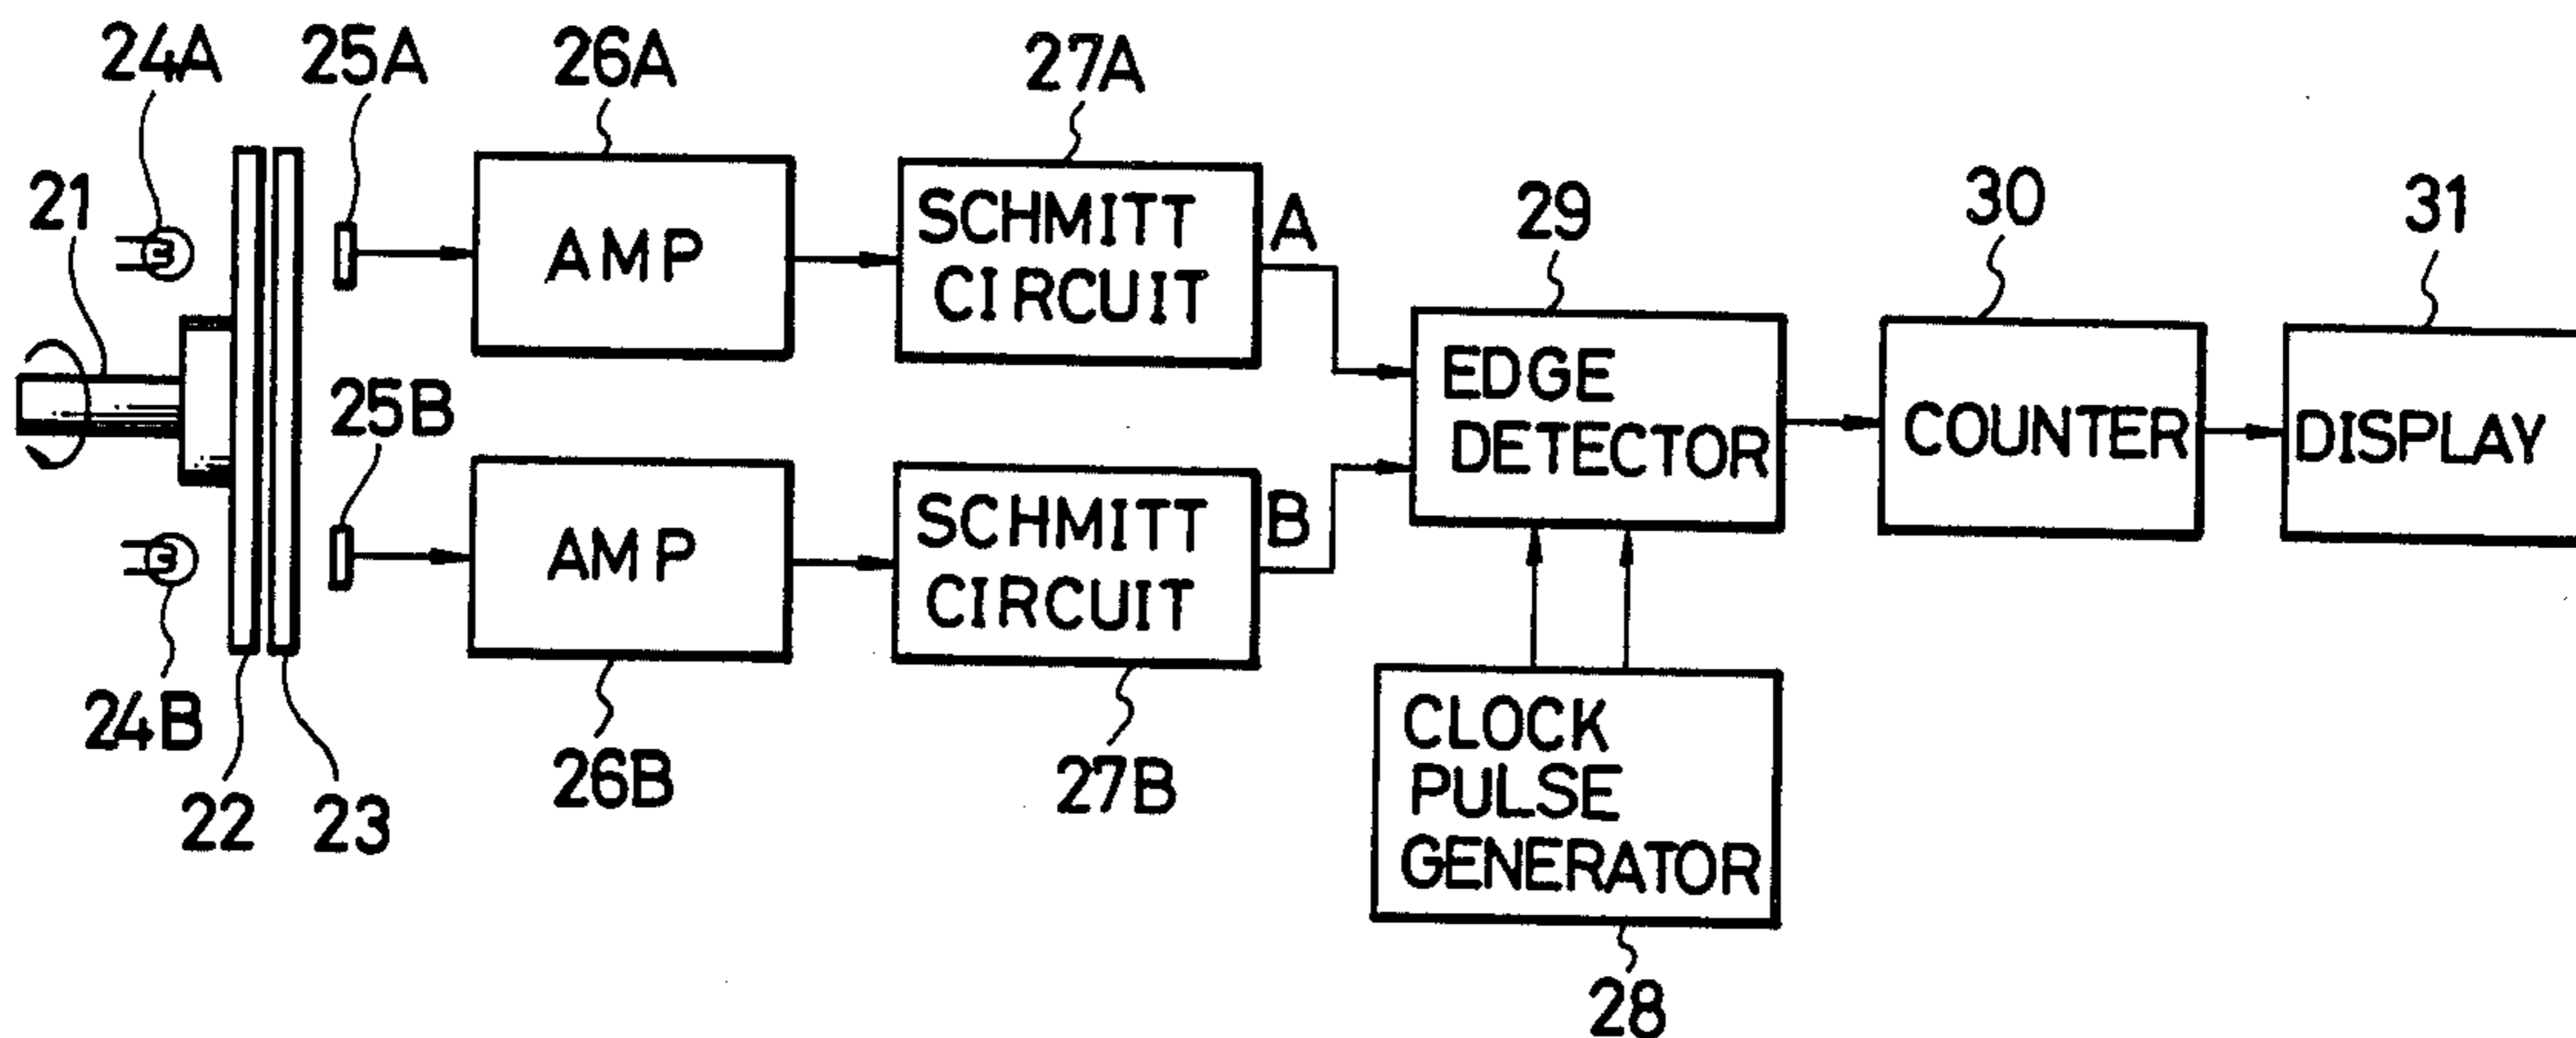 24A
25A
26A
27A
21
29
30
31
AMP
SCHMITT
CIRCUIT
A
25B
EDGE
DETECTOR
COUNTER
DISPLAY
AMP
SCHMITT
CIRCUIT
B
24B
22
23
26B
27B
CLOCK
PULSE
GENERATOR
28